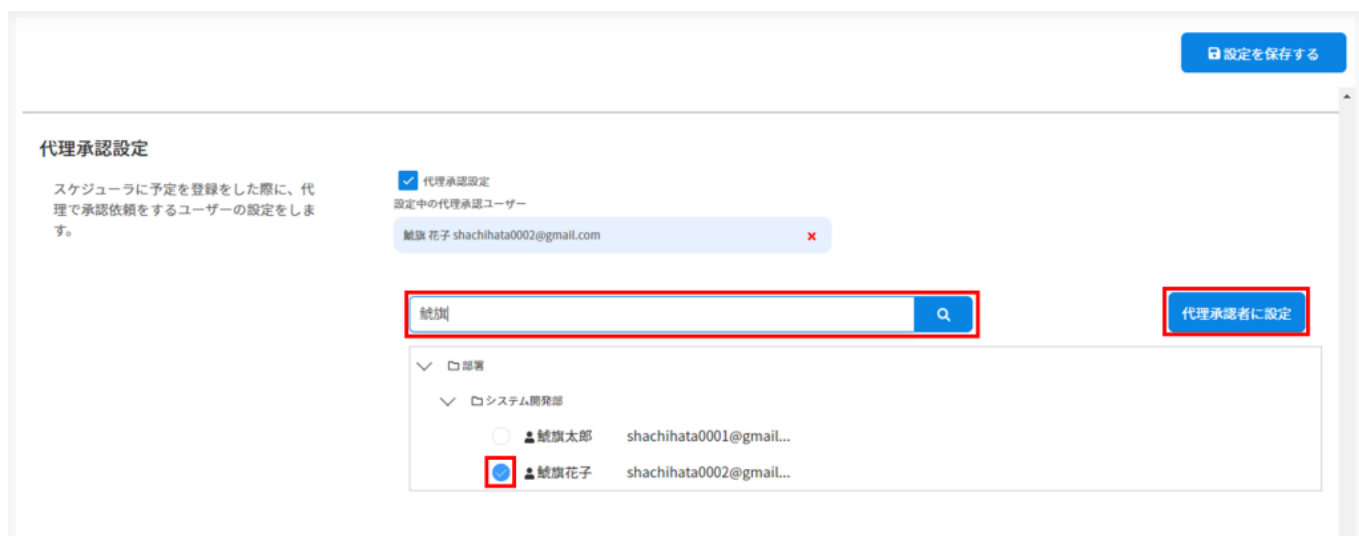 設定を保存する
代理承認設定
スケジューラに予定を登録をした際に、代
理で承認依頼をするユーザーの設定をしま
す。
代理承認設定
設定中の代理承認ユーザー
鯱旗 花子 shachihata0002@gmail.com
鯱旗
代理承認者に設定
部署
システム開発部
鯱旗太郎 shachihata0001@gmail...
鯱旗花子 shachihata0002@gmail...